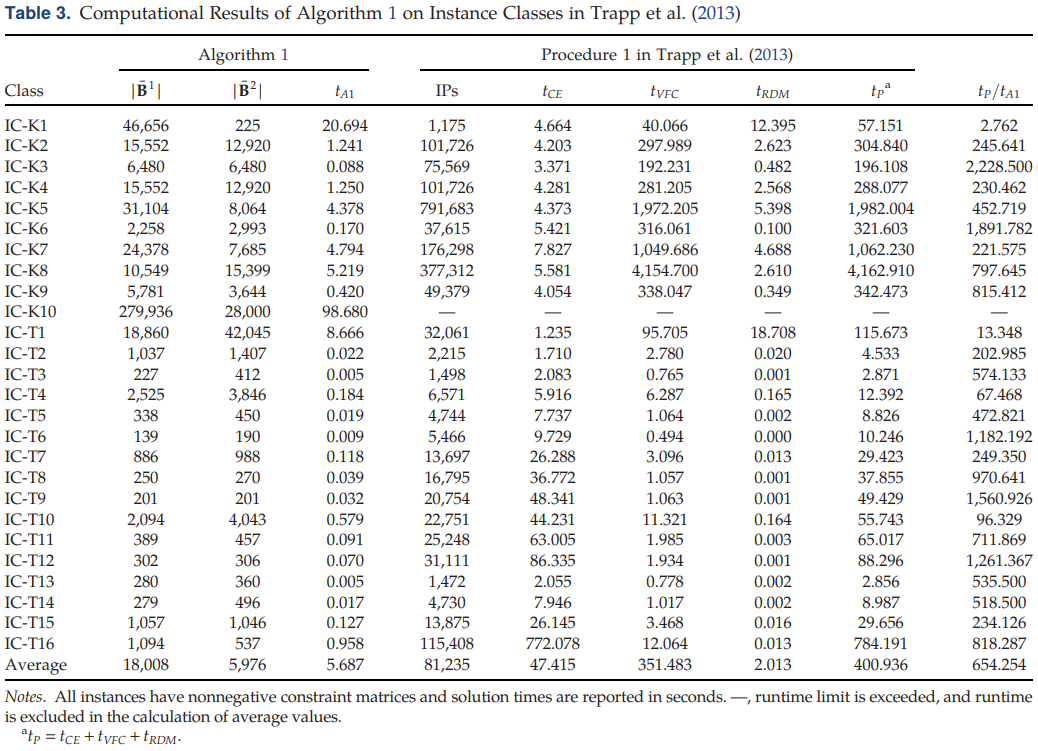 Table 3. Computational Results of Algorithm 1 on Instance Classes in Trapp et al. (2013)
Algorithm 1 Procedure 1 in Trapp et al. (2013)
Class |B̄¹| |B̄²| t_A1 IPs t_CE t_VFC t_RDM t_P^a t_P/t_A1
IC-K1 46,656 225 20.694 1,175 4.664 40.066 12.395 57.151 2.762
IC-K2 15,552 12,920 1.241 101,726 4.203 297.989 2.623 304.840 245.641
IC-K3 6,480 6,480 0.088 75,569 3.371 192.231 0.482 196.108 2,228.500
IC-K4 15,552 12,920 1.250 101,726 4.281 281.205 2.568 288.077 230.462
IC-K5 31,104 8,064 4.378 791,683 4.373 1,972.205 5.398 1,982.004 452.719
IC-K6 2,258 2,993 0.170 37,615 5.421 316.061 0.100 321.603 1,891.782
IC-K7 24,378 7,685 4.794 176,298 7.827 1,049.686 4.688 1,062.230 221.575
IC-K8 10,549 15,399 5.219 377,312 5.581 4,154.700 2.610 4,162.910 797.645
IC-K9 5,781 3,644 0.420 49,379 4.054 338.047 0.349 342.473 815.412
IC-K10 279,936 28,000 98.680 — — — — — —
IC-T1 18,860 42,045 8.666 32,061 1.235 95.705 18.708 115.673 13.348
IC-T2 1,037 1,407 0.022 2,215 1.710 2.780 0.020 4.533 202.985
IC-T3 227 412 0.005 1,498 2.083 0.765 0.001 2.871 574.133
IC-T4 2,525 3,846 0.184 6,571 5.916 6.287 0.165 12.392 67.468
IC-T5 338 450 0.019 4,744 7.737 1.064 0.002 8.826 472.821
IC-T6 139 190 0.009 5,466 9.729 0.494 0.000 10.246 1,182.192
IC-T7 886 988 0.118 13,697 26.288 3.096 0.013 29.423 249.350
IC-T8 250 270 0.039 16,795 36.772 1.057 0.001 37.855 970.641
IC-T9 201 201 0.032 20,754 48.341 1.063 0.001 49.429 1,560.926
IC-T10 2,094 4,043 0.579 22,751 44.231 11.321 0.164 55.743 96.329
IC-T11 389 457 0.091 25,248 63.005 1.985 0.003 65.017 711.869
IC-T12 302 306 0.070 31,111 86.335 1.934 0.001 88.296 1,261.367
IC-T13 280 360 0.005 1,472 2.055 0.778 0.002 2.856 535.500
IC-T14 279 496 0.017 4,730 7.946 1.017 0.002 8.987 518.500
IC-T15 1,057 1,046 0.127 13,875 26.145 3.468 0.016 29.656 234.126
IC-T16 1,094 537 0.958 115,408 772.078 12.064 0.013 784.191 818.287
Average 18,008 5,976 5.687 81,235 47.415 351.483 2.013 400.936 654.254
Notes. All instances have nonnegative constraint matrices and solution times are reported in seconds. —, runtime limit is exceeded, and runtime
is excluded in the calculation of average values.
^a t_P = t_CE + t_VFC + t_RDM.